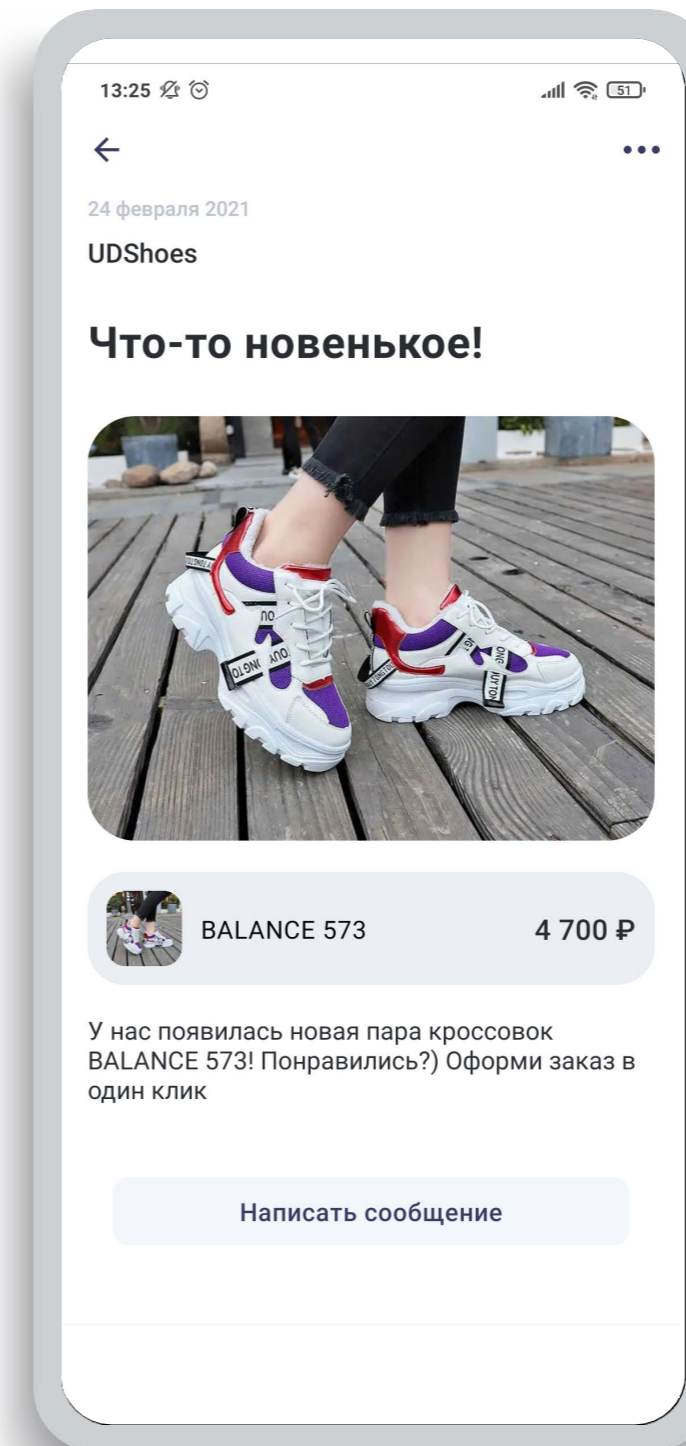 13:25
51
24 февраля 2021
UDShoes
Что-то новенькое!
BALANCE 573
4 700 ₽
У нас появилась новая пара кроссовок
BALANCE 573! Понравились?) Оформи заказ в
один клик
Написать сообщение